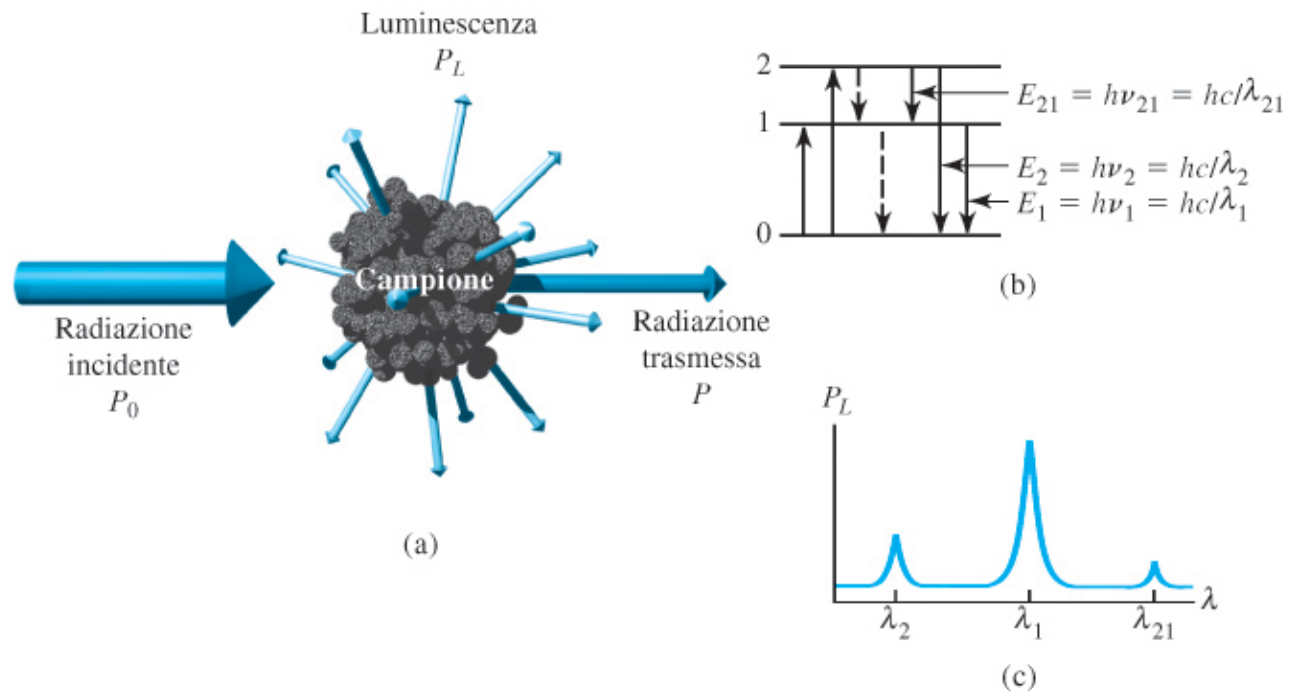 Luminescenza
P_L
Campione
Radiazione
incidente
P_0
Radiazione
trasmessa
P
(a)
2
E_21 = hν_21 = hc/λ_21
1
E_2 = hν_2 = hc/λ_2
E_1 = hν_1 = hc/λ_1
0
(b)
P_L
λ
λ_2 λ_1 λ_21
(c)